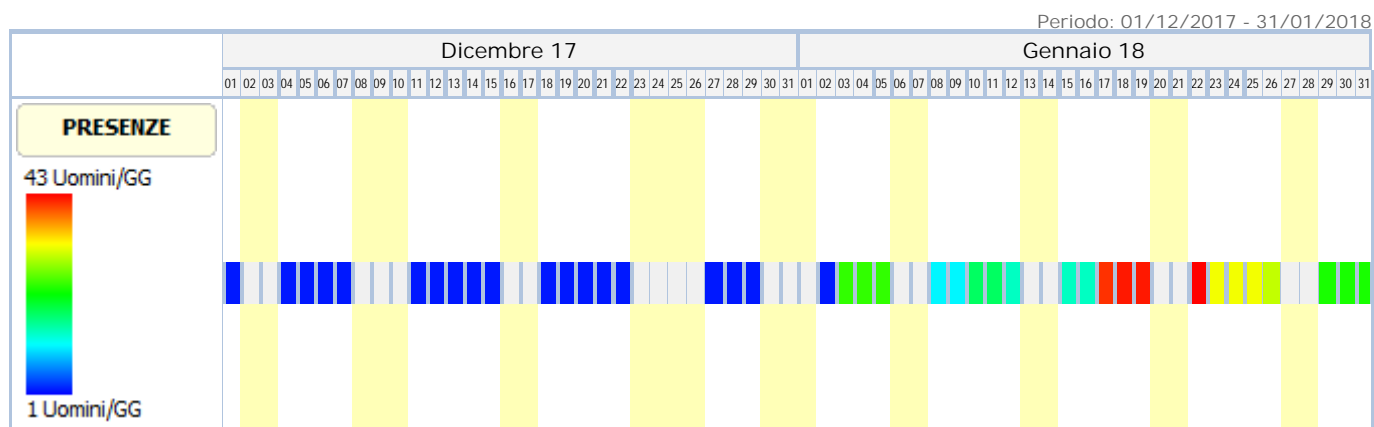 Periodo: 01/12/2017 - 31/01/2018
Dicembre 17 Gennaio 18
01 02 03 04 05 06 07 08 09 10 11 12 13 14 15 16 17 18 19 20 21 22 23 24 25 26 27 28 29 30 31 01 02 03 04 05 06 07 08 09 10 11 12 13 14 15 16 17 18 19 20 21 22 23 24 25 26 27 28 29 30 31
PRESENZE
43 Uomini/GG
1 Uomini/GG